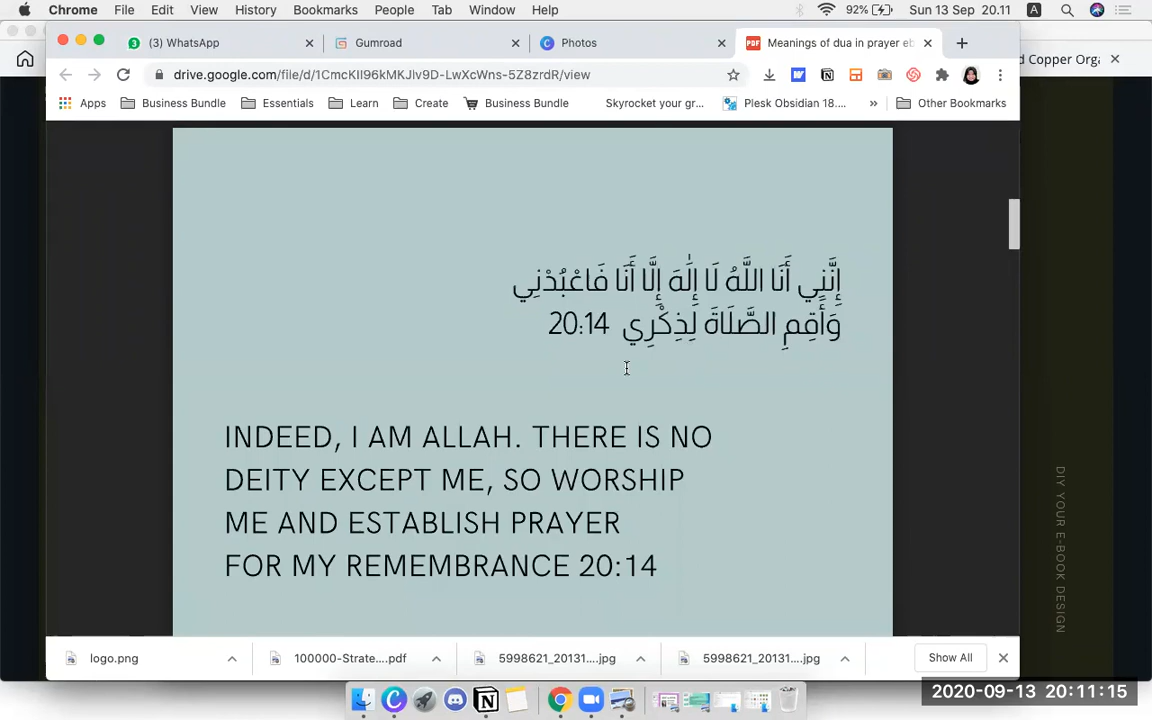 Chrome File Edit View History Bookmarks People Tab Window Help 92% Sun 13 Sep 20.11 A
3 (3) WhatsApp Gumroad Photos PDF Meanings of dua in prayer eb d Copper Orga
drive.google.com/file/d/1CmcKII96kMKJlv9D-LwXcWns-5Z8zrdR/view
Apps Business Bundle Essentials Learn Create Business Bundle Skyrocket your gr... Plesk Obsidian 18.... » Other Bookmarks
إِنَّنِي أَنَا اللَّهُ لَا إِلَٰهَ إِلَّا أَنَا فَاعْبُدْنِي
وَأَقِمِ الصَّلَاةَ لِذِكْرِي 20:14
INDEED, I AM ALLAH. THERE IS NO
DEITY EXCEPT ME, SO WORSHIP
ME AND ESTABLISH PRAYER
FOR MY REMEMBRANCE 20:14
DIY YOUR E-BOOK DESIGN
logo.png 100000-Strate....pdf 5998621_20131....jpg 5998621_20131....jpg Show All
2020-09-13 20:11:15